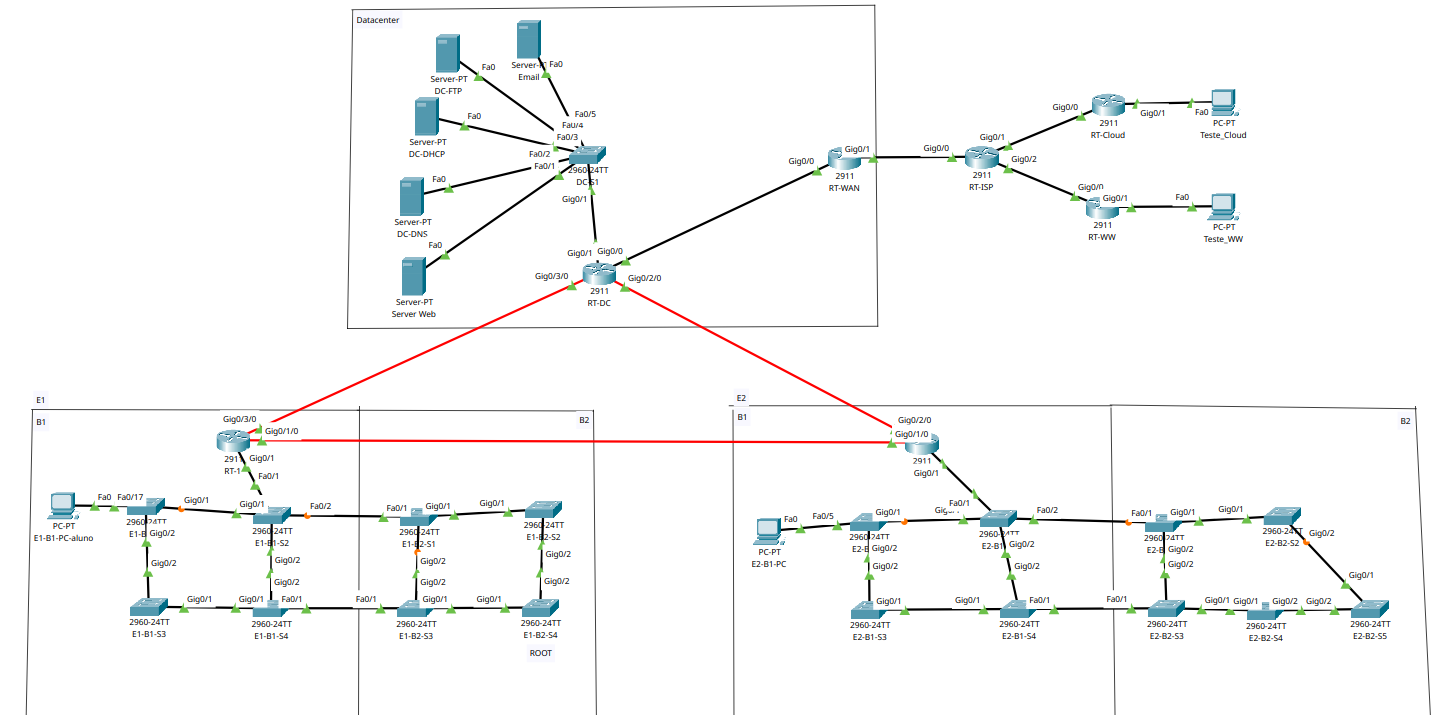 Datacenter
Server-PT
DC-FTP
Fa0
Email
Fa0
Server-PT
DC-DHCP
Fa0
Server-PT
DC-DNS
Fa0
Server-PT
Server Web
Fa0
Fa0/5
Fa0/4
Fa0/3
Fa0/2
Fa0/1
2960-24TT
DC-S1
Gig0/1
Gig0/1
Gig0/0
Gig0/3/0
Gig0/2/0
2911
RT-DC
Gig0/0
Gig0/1
2911
RT-WAN
Gig0/0
Gig0/1
Gig0/2
2911
RT-ISP
Gig0/0
Gig0/1
2911
RT-Cloud
Fa0
PC-PT
Teste_Cloud
Gig0/0
Gig0/1
2911
RT-WW
Fa0
PC-PT
Teste_WW
E1
B1
B2
Gig0/3/0
Gig0/1/0
RT-1
Gig0/1
Fa0/1
Fa0
Fa0/17
PC-PT
E1-B1-PC-aluno
Gig0/1
Gig0/2
Gig0/1
Fa0/2
2960-24TT
E1-B1-S2
Gig0/2
Gig0/2
Gig0/2
Gig0/1
2960-24TT
E1-B1-S3
Gig0/1
Fa0/1
2960-24TT
E1-B1-S4
Fa0/1
Gig0/1
2960-24TT
E1-B2-S1
Gig0/2
Gig0/2
Gig0/1
2960-24TT
E1-B2-S2
Gig0/2
Gig0/2
Fa0/1
Gig0/1
2960-24TT
E1-B2-S3
Gig0/1
2960-24TT
E1-B2-S4
ROOT
E2
B1
B2
Gig0/2/0
Gig0/1/0
2911
Gig0/1
Fa0/1
Fa0
Fa0/5
PC-PT
E2-B1-PC
Gig0/1
2960-24TT
Gig0/2
Gig0/2
Fa0/2
Gig0/2
Gig0/2
Gig0/1
2960-24TT
E2-B1-S3
Gig0/1
Fa0/1
2960-24TT
E2-B1-S4
Fa0/1
Gig0/1
Gig0/2
Gig0/2
Gig0/1
2960-24TT
E2-B2-S2
Gig0/2
Gig0/1
Fa0/1
Gig0/1
2960-24TT
E2-B2-S3
Gig0/1
Gig0/2
2960-24TT
E2-B2-S4
Gig0/2
2960-24TT
E2-B2-S5